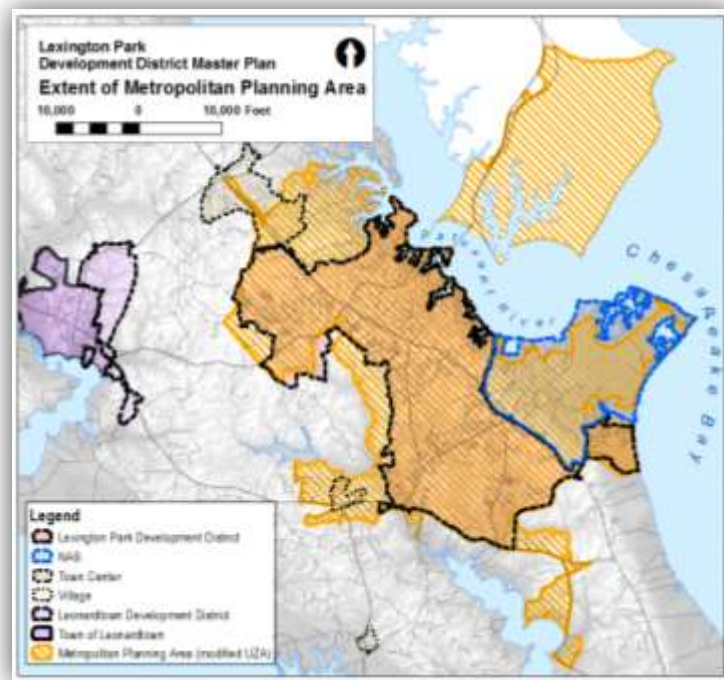 Lexington Park
Development District Master Plan
Extent of Metropolitan Planning Area
10,000 0 10,000 Feet
Patuxent River
Chesapeake Bay
Legend
Lexington Park Development District
NAS
Town Center
Village
Leonardtown Development District
Town of Leonardtown
Metropolitan Planning Area (modified UZA)